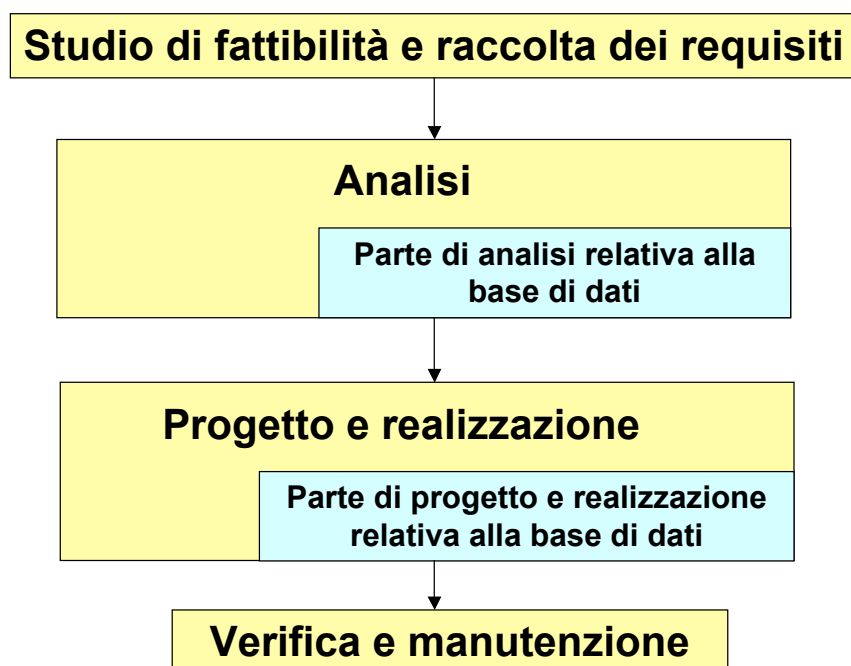 Studio di fattibilità e raccolta dei requisiti
Analisi
Parte di analisi relativa alla
base di dati
Progetto e realizzazione
Parte di progetto e realizzazione
relativa alla base di dati
Verifica e manutenzione